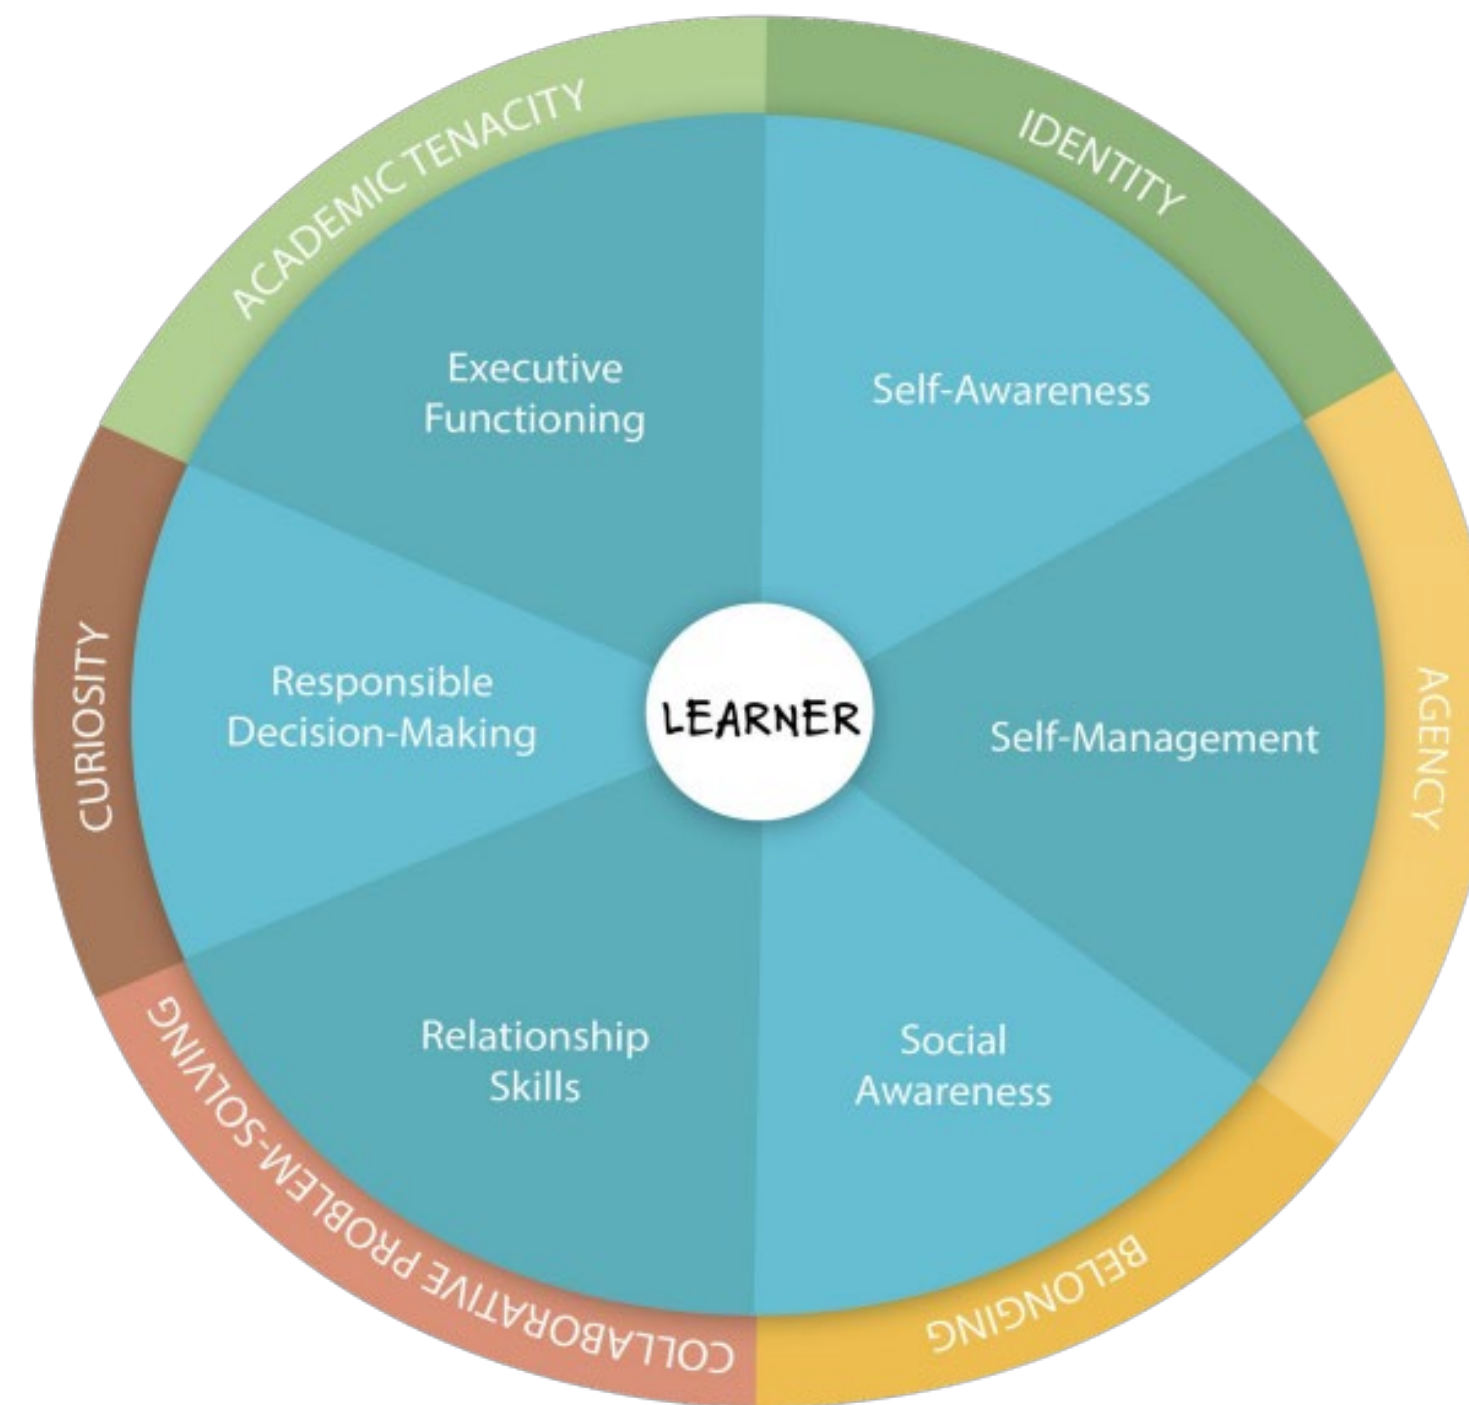 ACADEMIC TENACITY
IDENTITY
Executive
Functioning
Self-Awareness
CURIOSITY
Responsible
Decision-Making
LEARNER
Self-Management
AGENCY
Relationship
Skills
Social
Awareness
COLLABORATIVE PROBLEM-SOLVING
BELONGING